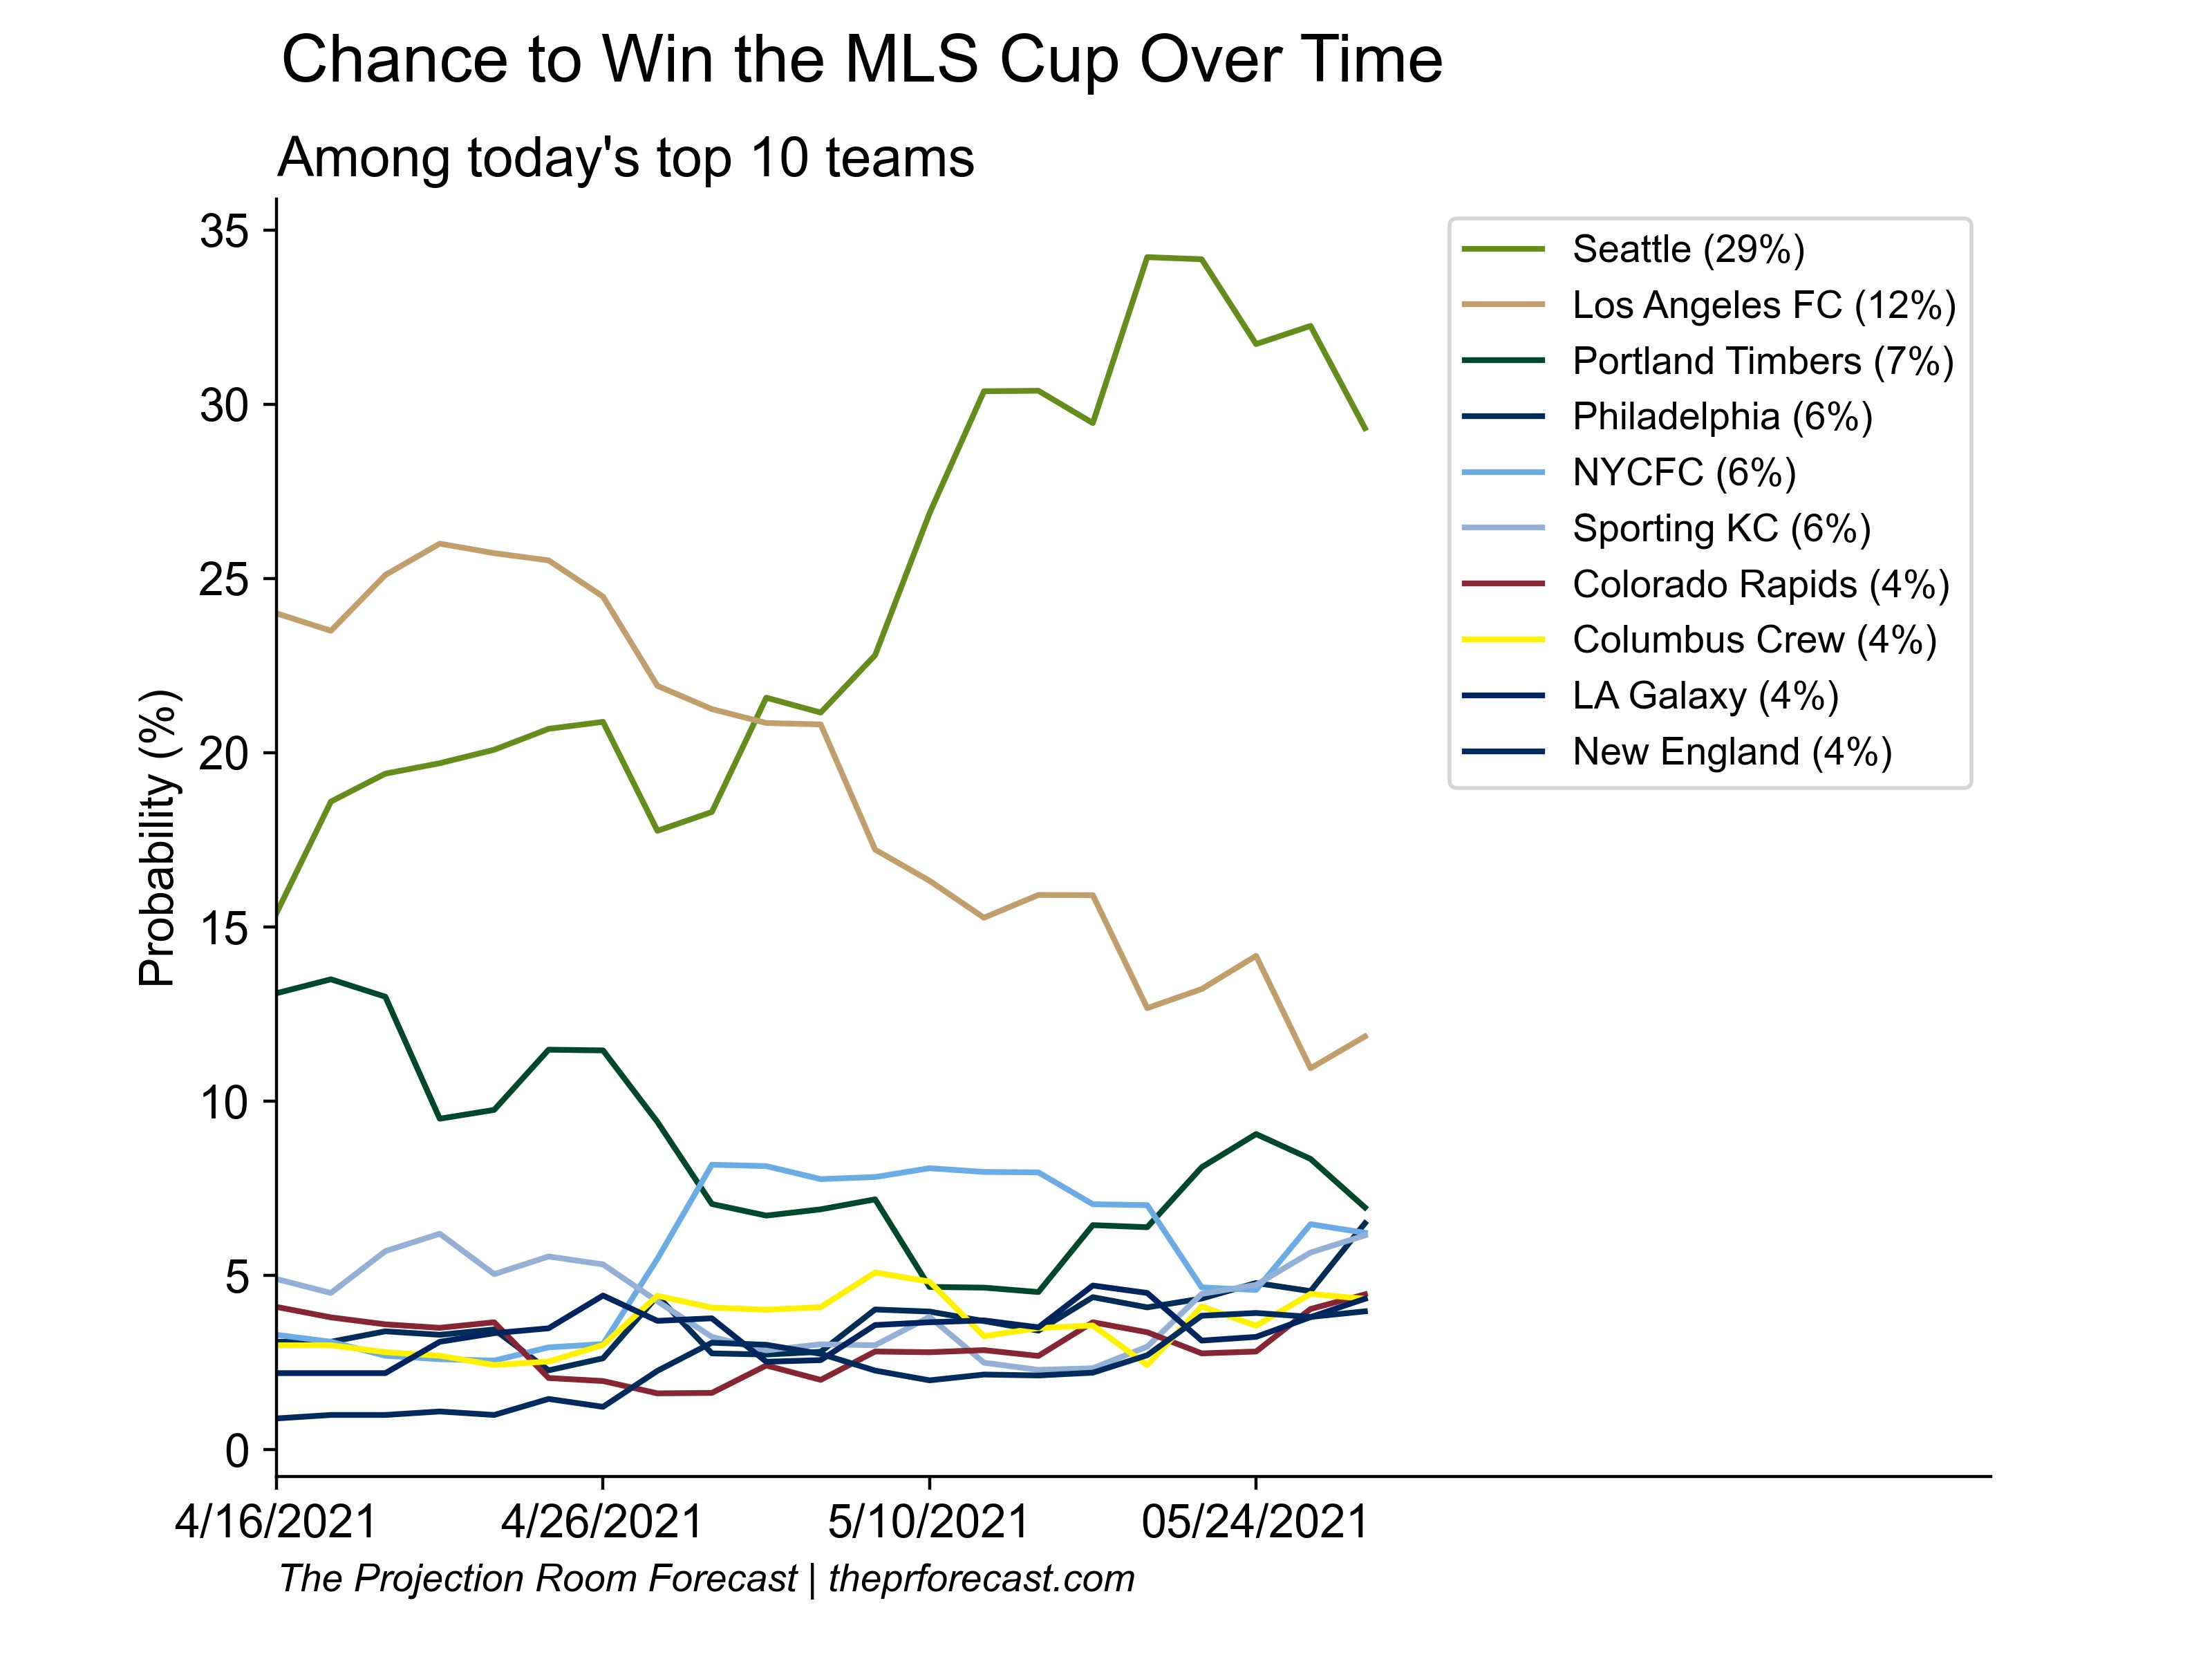 Chance to Win the MLS Cup Over Time
Among today's top 10 teams
35
30
25
20
15
10
5
0
Probability (%)
Seattle (29%)
Los Angeles FC (12%)
Portland Timbers (7%)
Philadelphia (6%)
NYCFC (6%)
Sporting KC (6%)
Colorado Rapids (4%)
Columbus Crew (4%)
LA Galaxy (4%)
New England (4%)
4/16/2021 4/26/2021 5/10/2021 05/24/2021
The Projection Room Forecast | theprforecast.com